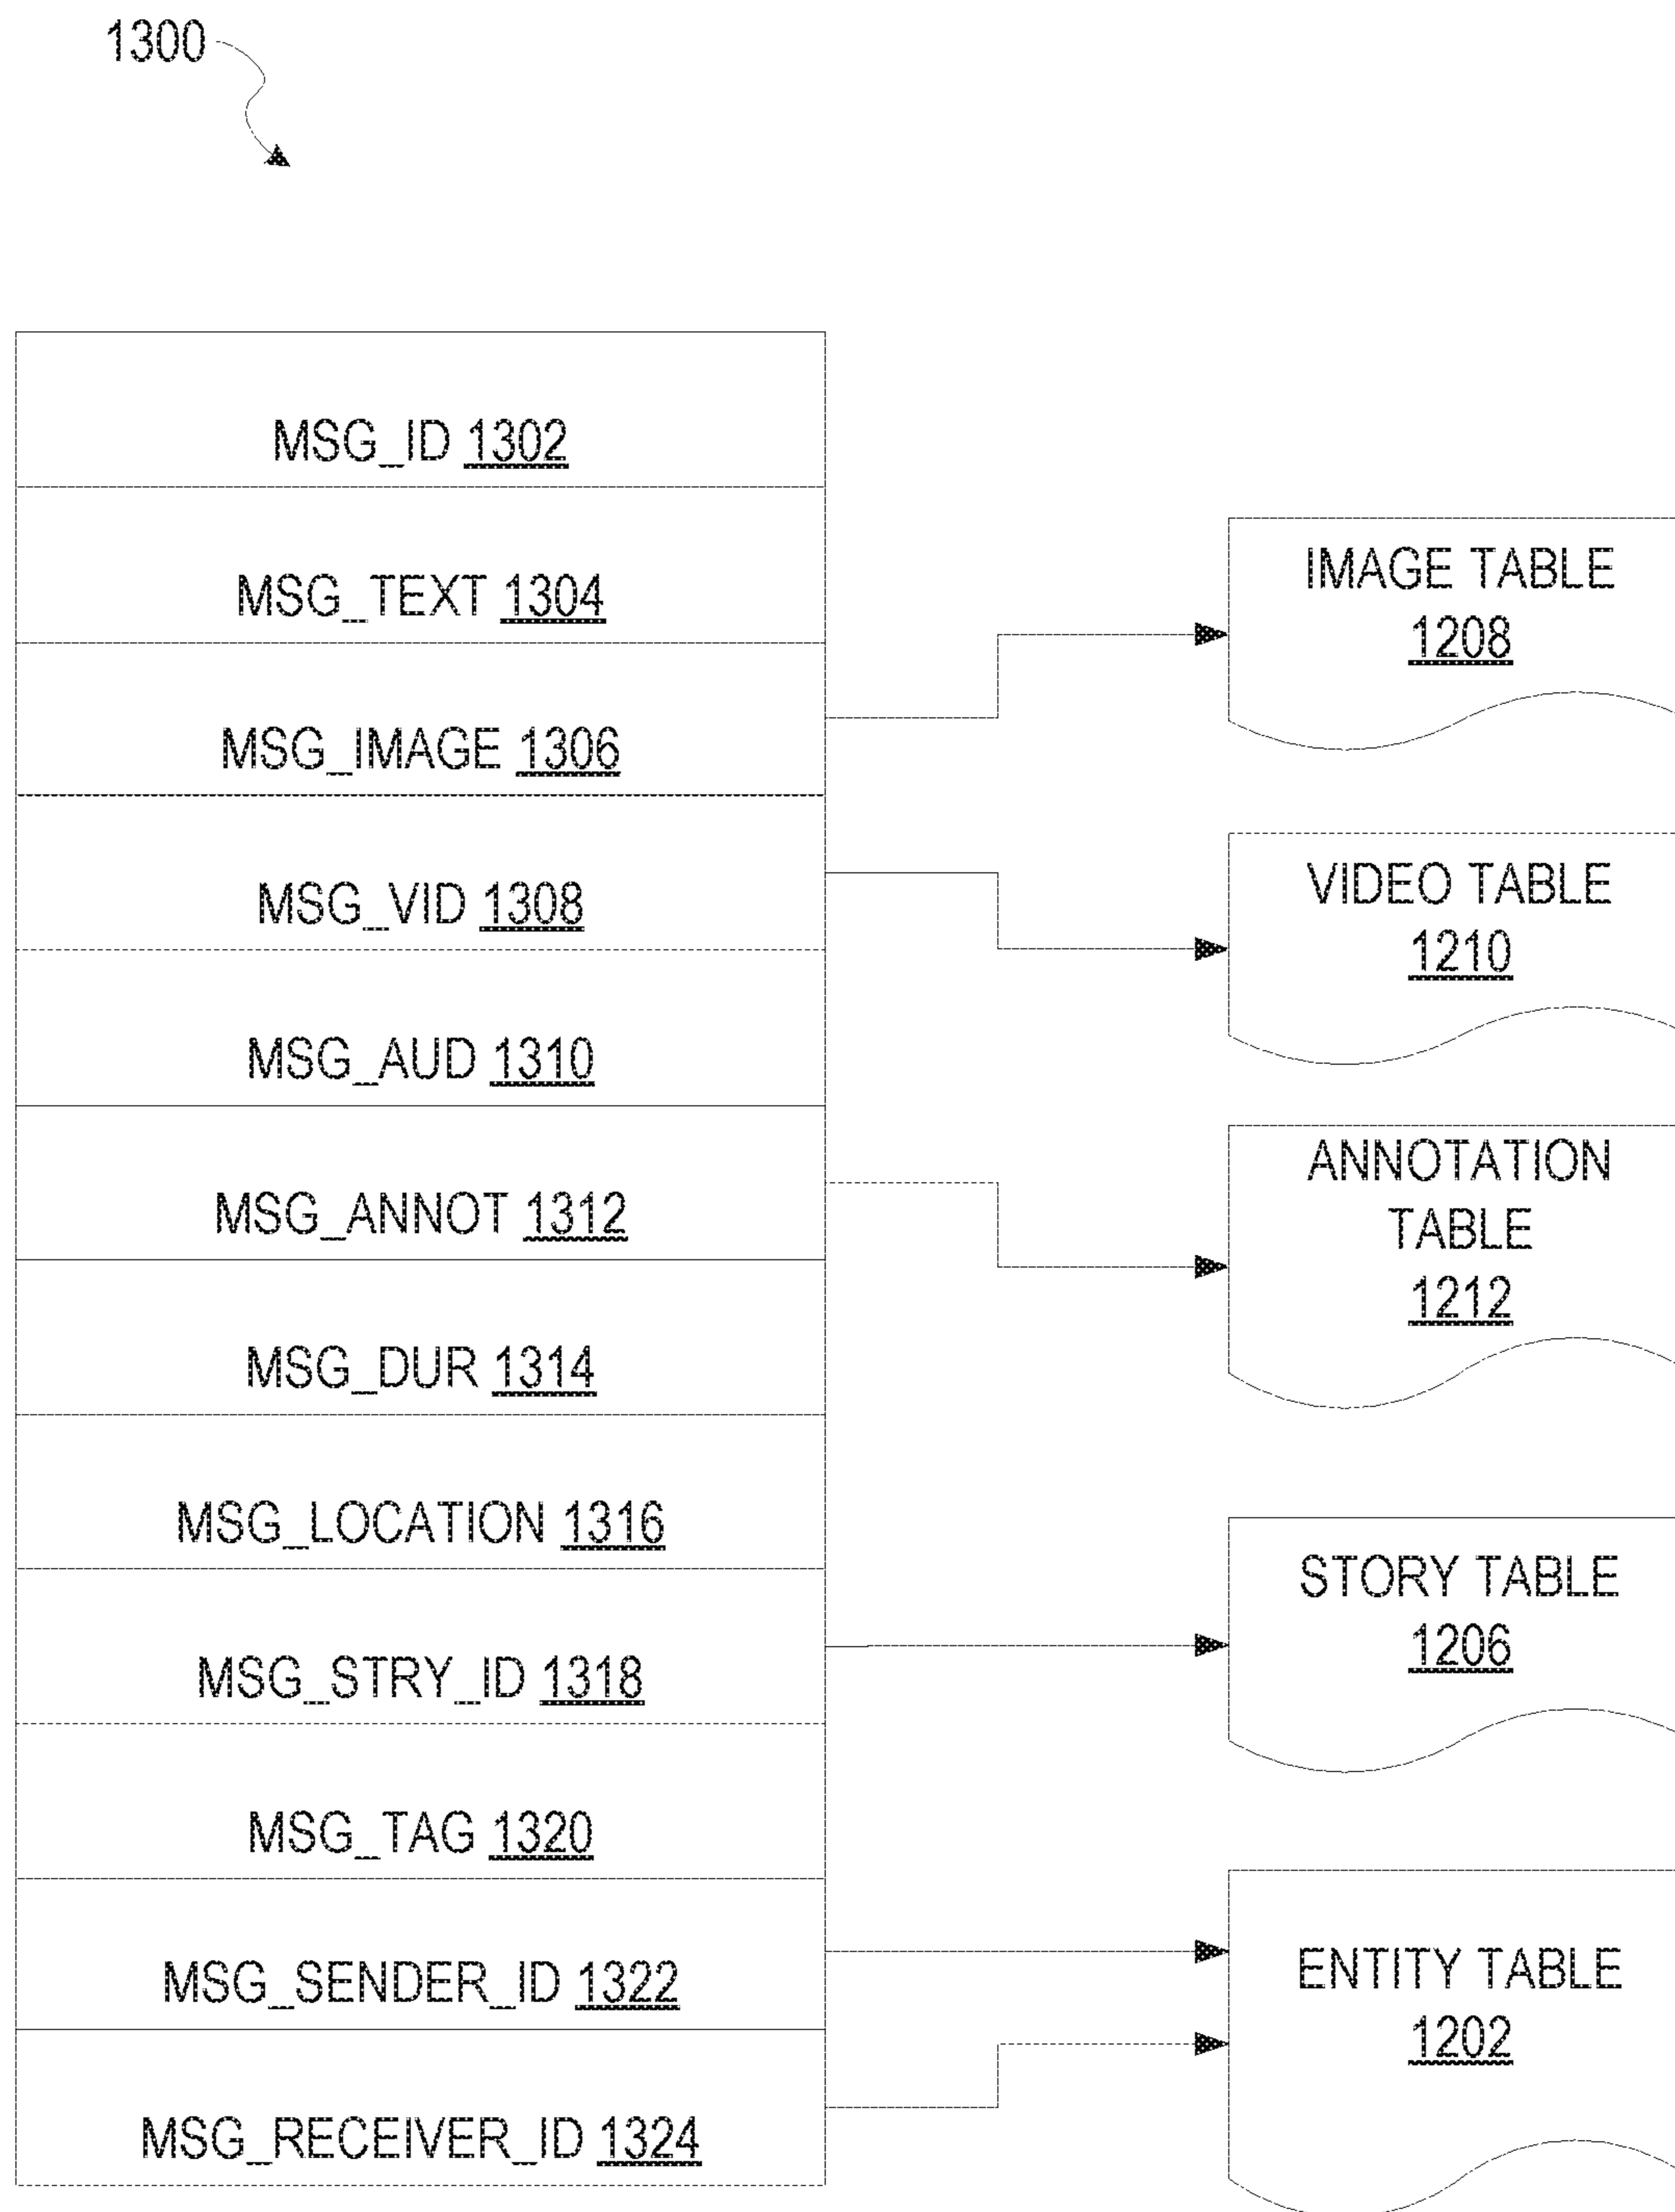 1300
MSG_ID 1302
MSG_TEXT 1304
MSG_IMAGE 1306
MSG_VID 1308
MSG_AUD 1310
MSG_ANNOT 1312
MSG_DUR 1314
MSG_LOCATION 1316
MSG_STRY_ID 1318
MSG_TAG 1320
MSG_SENDER_ID 1322
MSG_RECEIVER_ID 1324
IMAGE TABLE
1208
VIDEO TABLE
1210
ANNOTATION
TABLE
1212
STORY TABLE
1206
ENTITY TABLE
1202